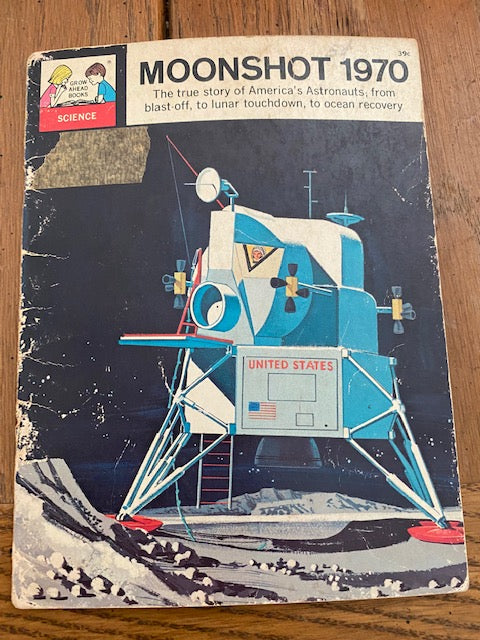 39¢
MOONSHOT 1970
The true story of America's Astronauts, from
blast-off, to lunar touchdown, to ocean recovery
GROW
AHEAD
BOOKS
®
SCIENCE
UNITED STATES